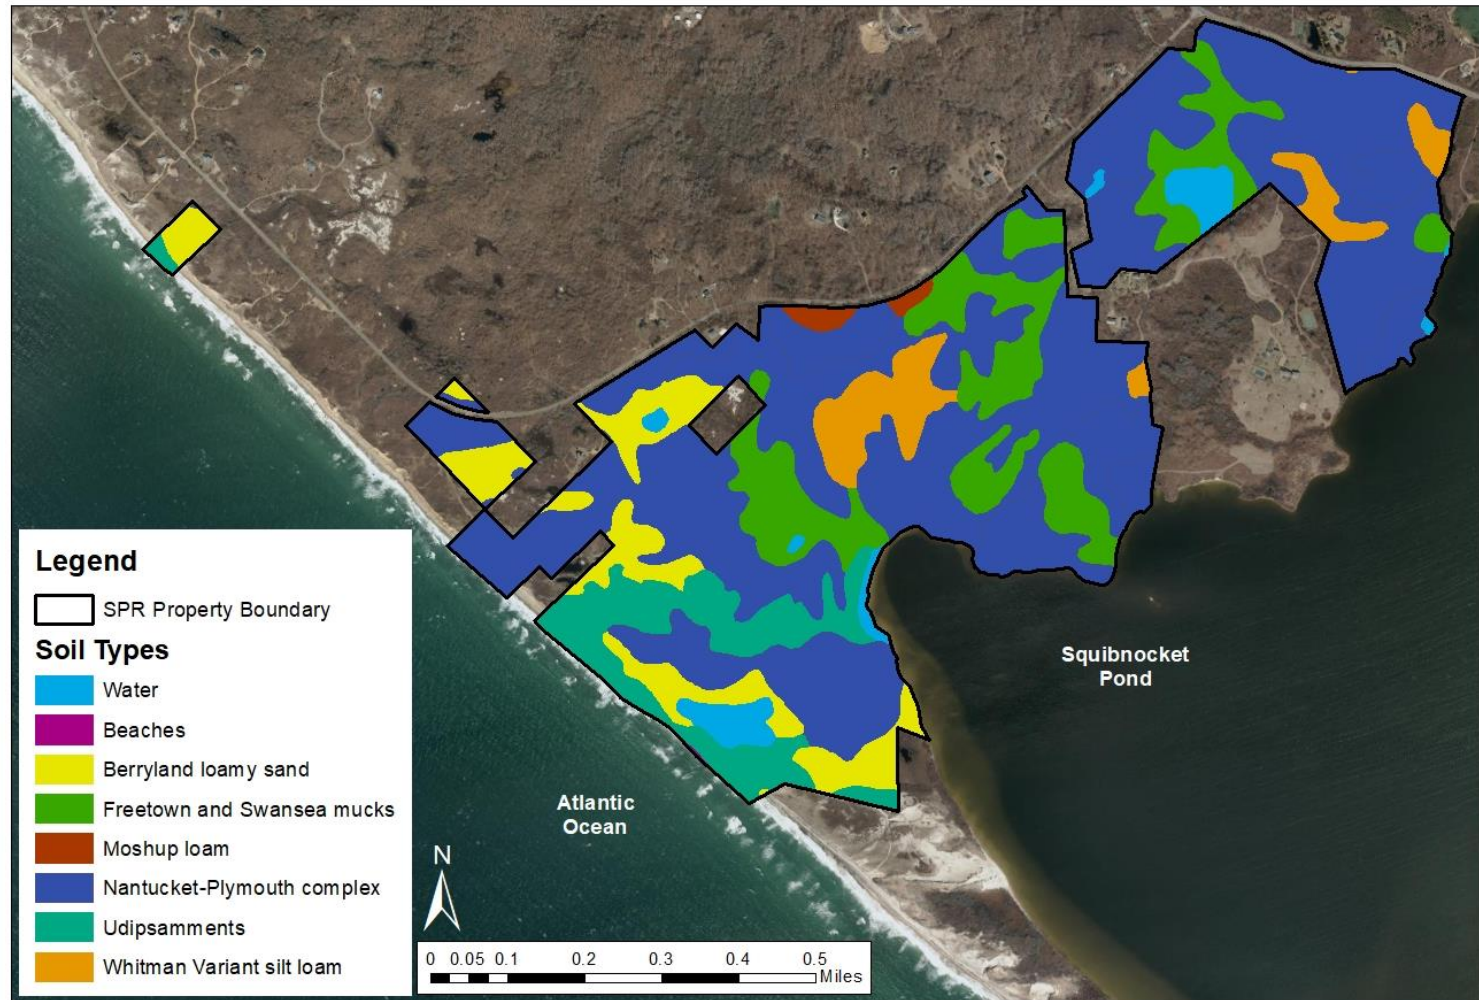 Legend
SPR Property Boundary
Soil Types
Water
Beaches
Berryland loamy sand
Freetown and Swansea mucks
Moshup loam
Nantucket-Plymouth complex
Udipsamments
Whitman Variant silt loam
Squibnocket
Pond
Atlantic
Ocean
N
0 0.05 0.1 0.2 0.3 0.4 0.5
Miles